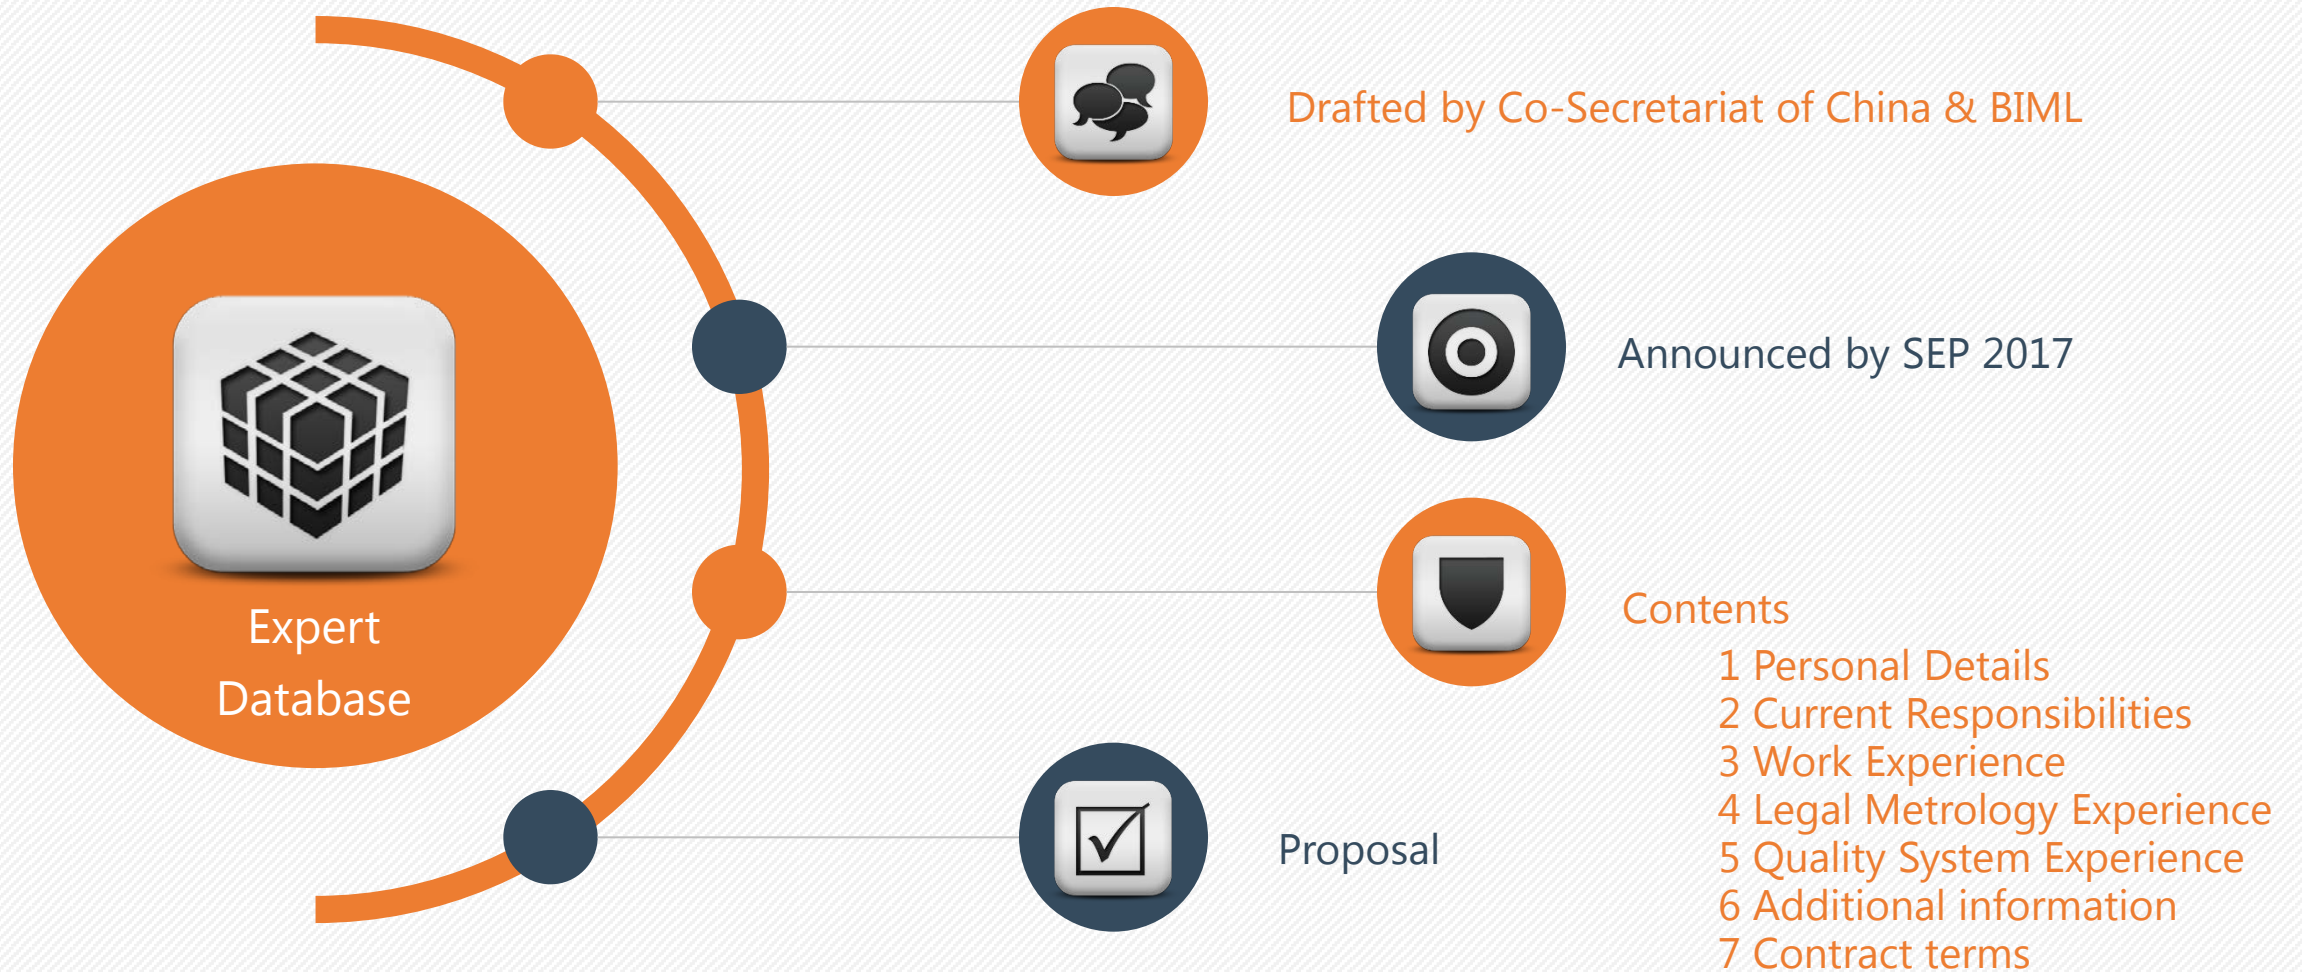 Expert
Database
Drafted by Co-Secretariat of China & BIML
Announced by SEP 2017
Contents
1 Personal Details
2 Current Responsibilities
3 Work Experience
4 Legal Metrology Experience
5 Quality System Experience
6 Additional information
7 Contract terms
Proposal